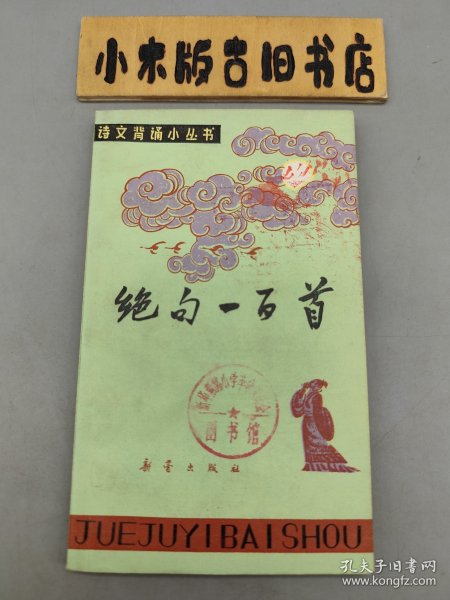 小木版古旧书店
诗文背诵小丛书
绝句一百首
图书馆
新蕾出版社
JUEJUYIBAISHOU
孔夫子旧书网
www.kongfz.com